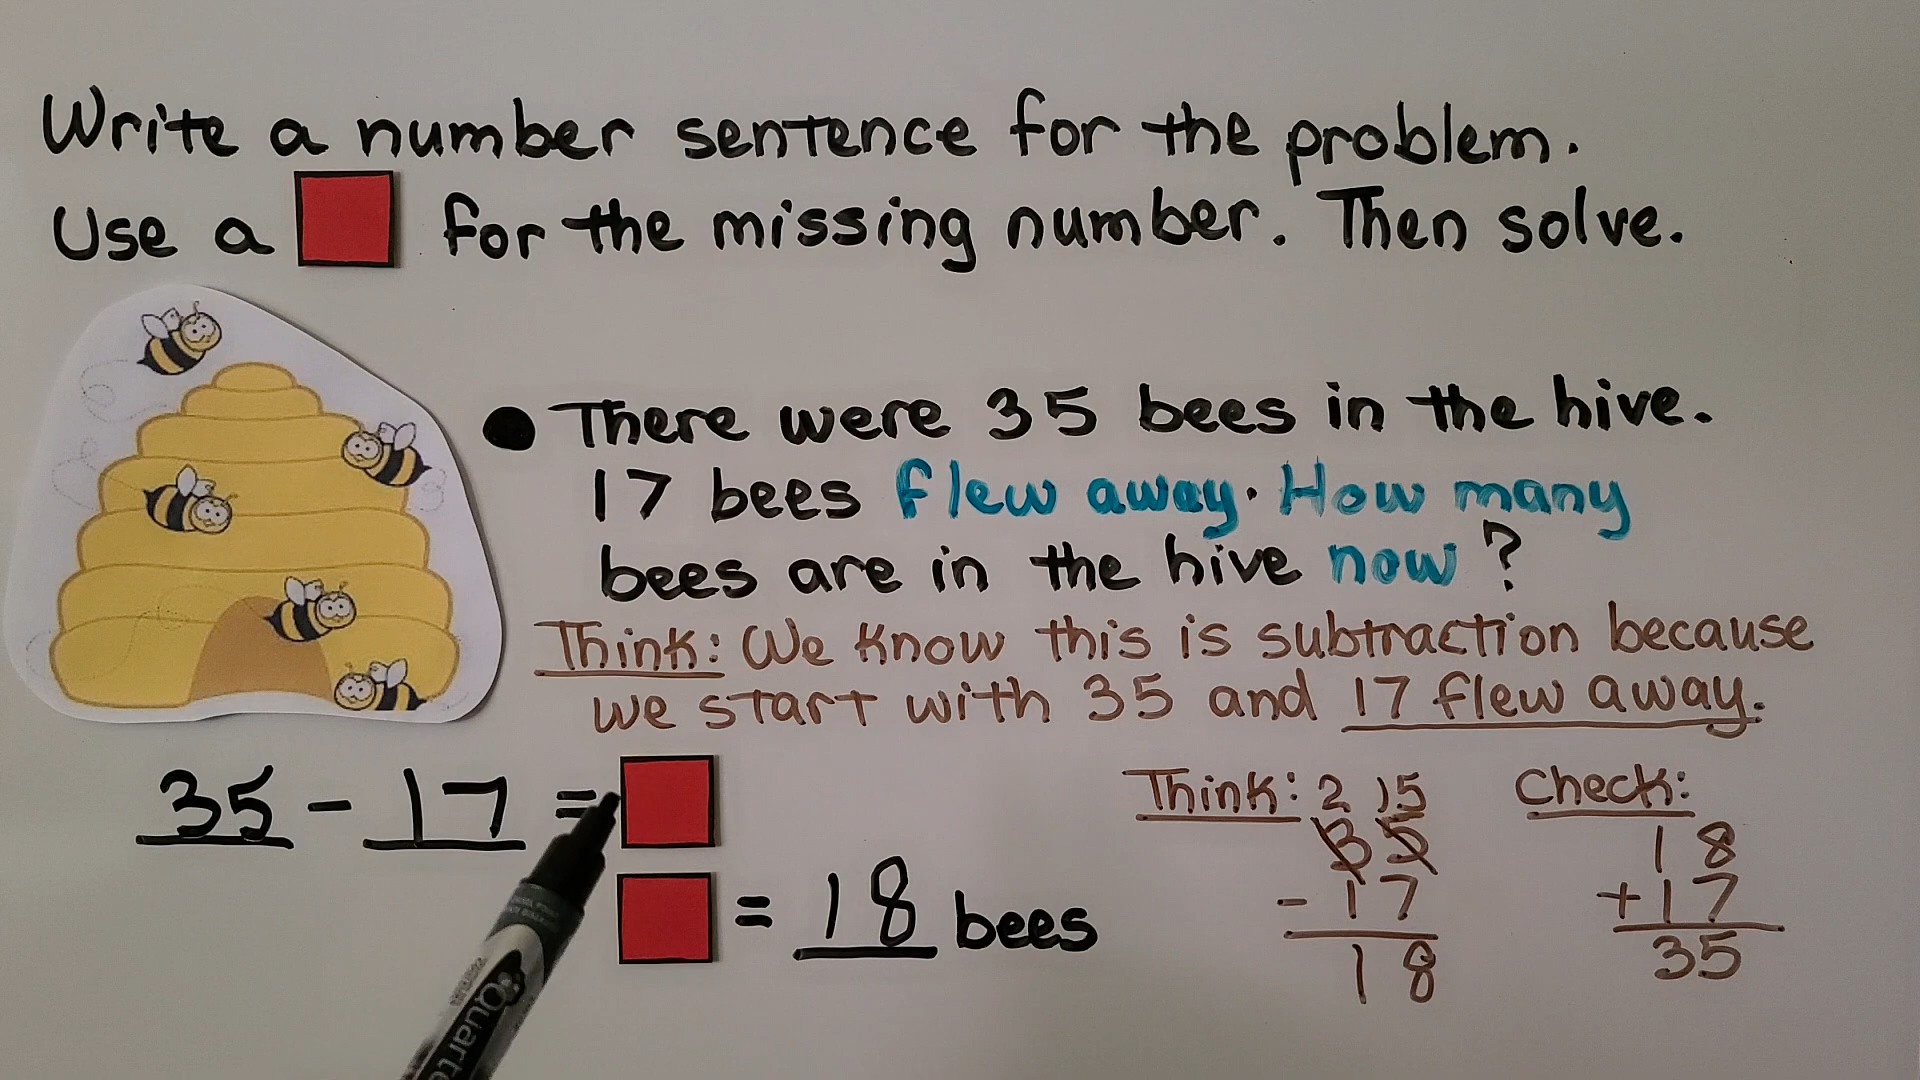 Write a number sentence for the problem.
Use a for the missing number. Then solve.
There were 35 bees in the hive.
17 bees flew away. How many
bees are in the hive now?
Think: We know this is subtraction because
we start with 35 and 17 flew away.
35 - 17 =
= 18 bees
Think: 2 15
35
- 17
18
Check:
18
+17
35
Quart